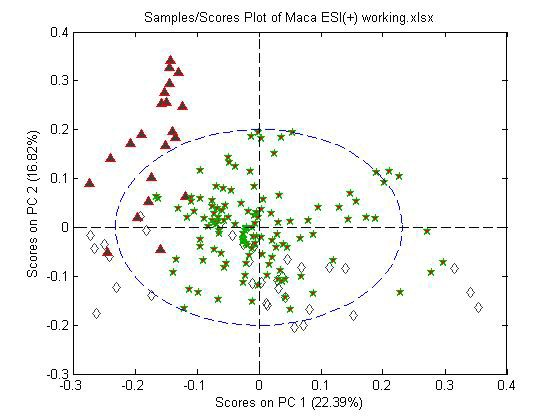 Samples/Scores Plot of Maca ESI(+) working.xlsx
0.4
0.3
0.2
0.1
0
-0.1
-0.2
-0.3
Scores on PC 2 (16.82%)
-0.3 -0.2 -0.1 0 0.1 0.2 0.3 0.4
Scores on PC 1 (22.39%)